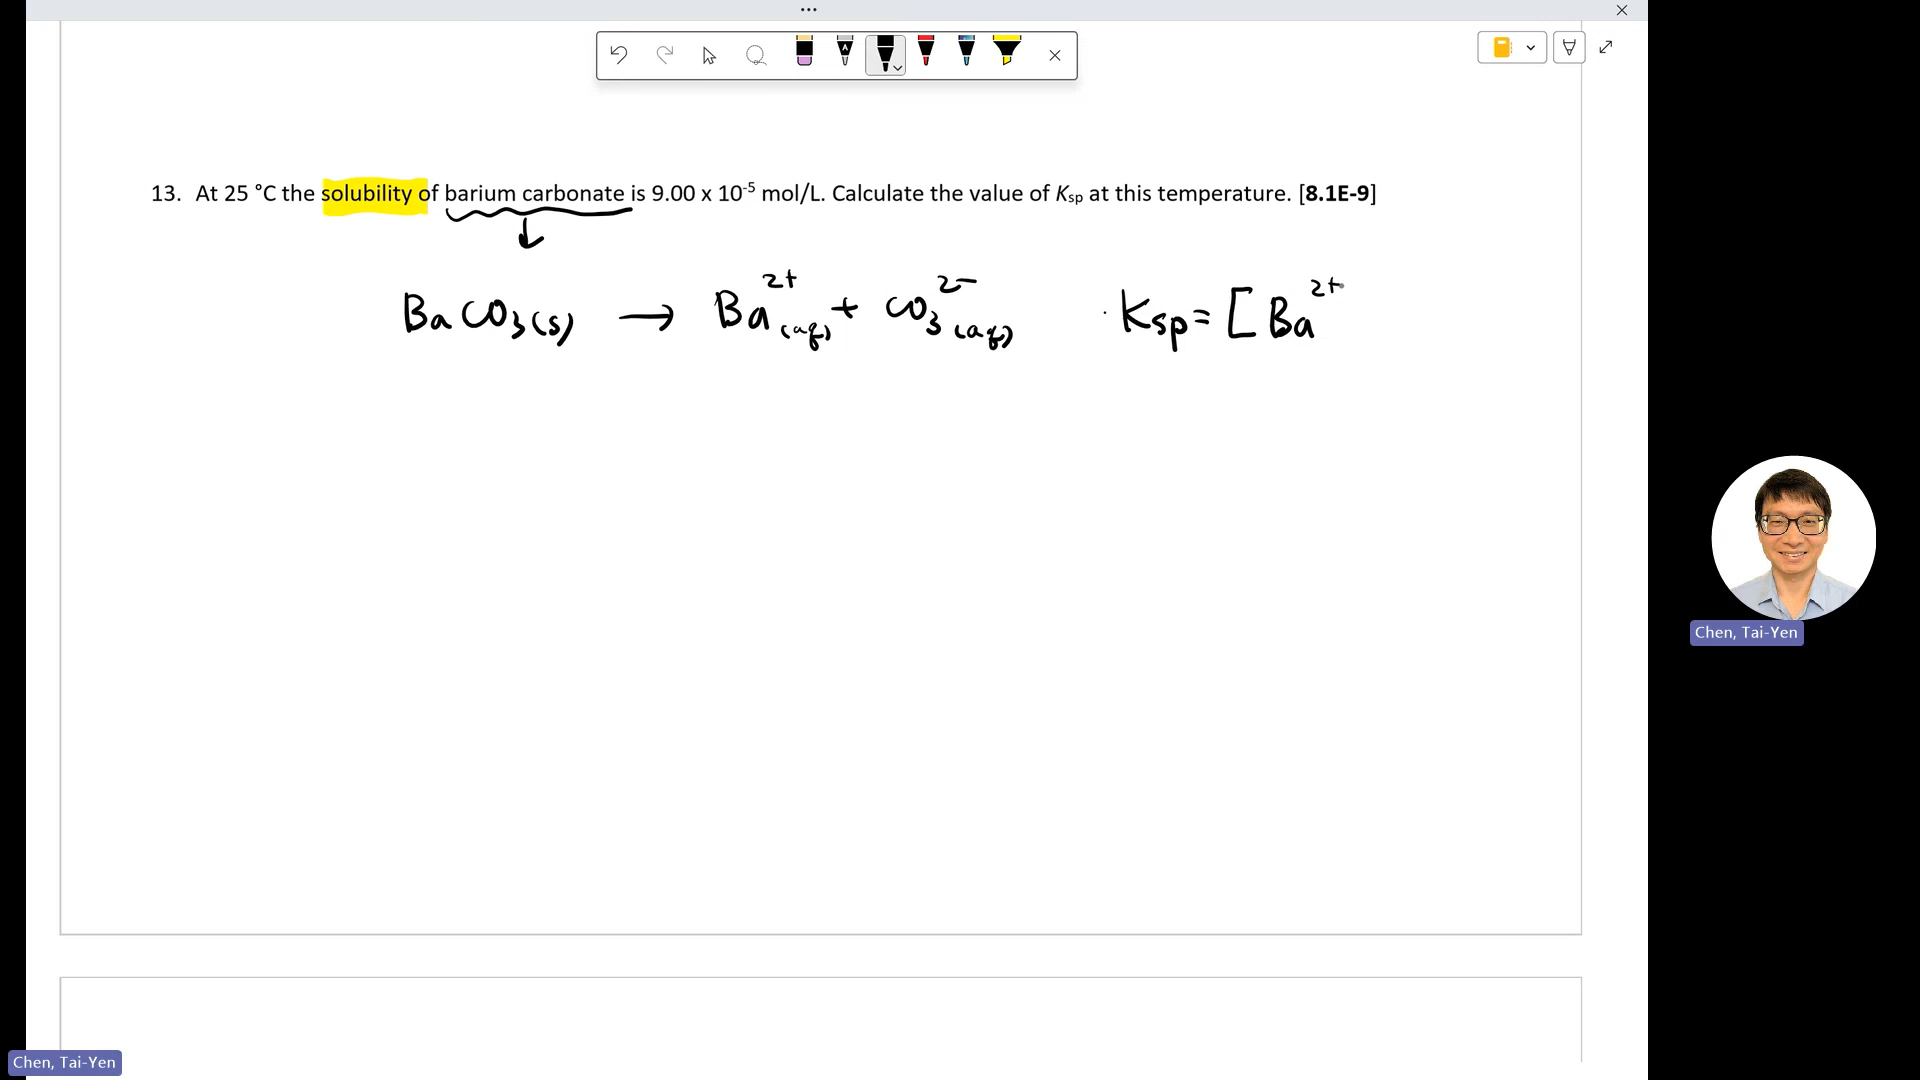 13. At 25 °C the solubility of barium carbonate is 9.00 x 10⁻⁵ mol/L. Calculate the value of Ksp at this temperature. [8.1E-9]
BaCO₃(s) → Ba²⁺(aq) + CO₃²⁻(aq) Ksp = [Ba²⁺
Chen, Tai-Yen
Chen, Tai-Yen